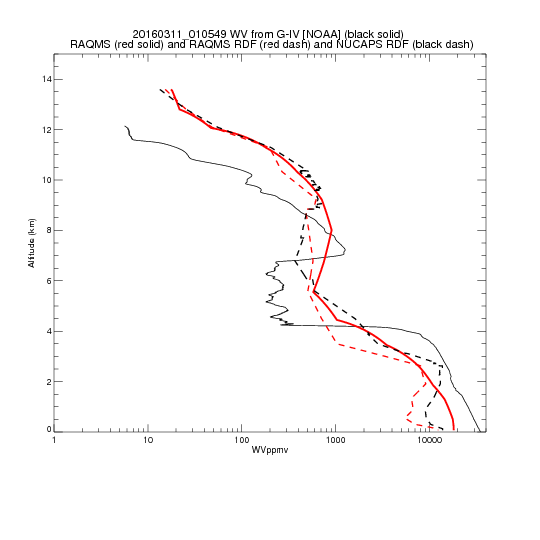 20160311_010549 WV from G-IV [NOAA] (black solid)
RAQMS (red solid) and RAQMS RDF (red dash) and NUCAPS RDF (black dash)
14
12
10
8
6
4
2
0
Altitude (km)
1 10 100 1000 10000
WVppmv